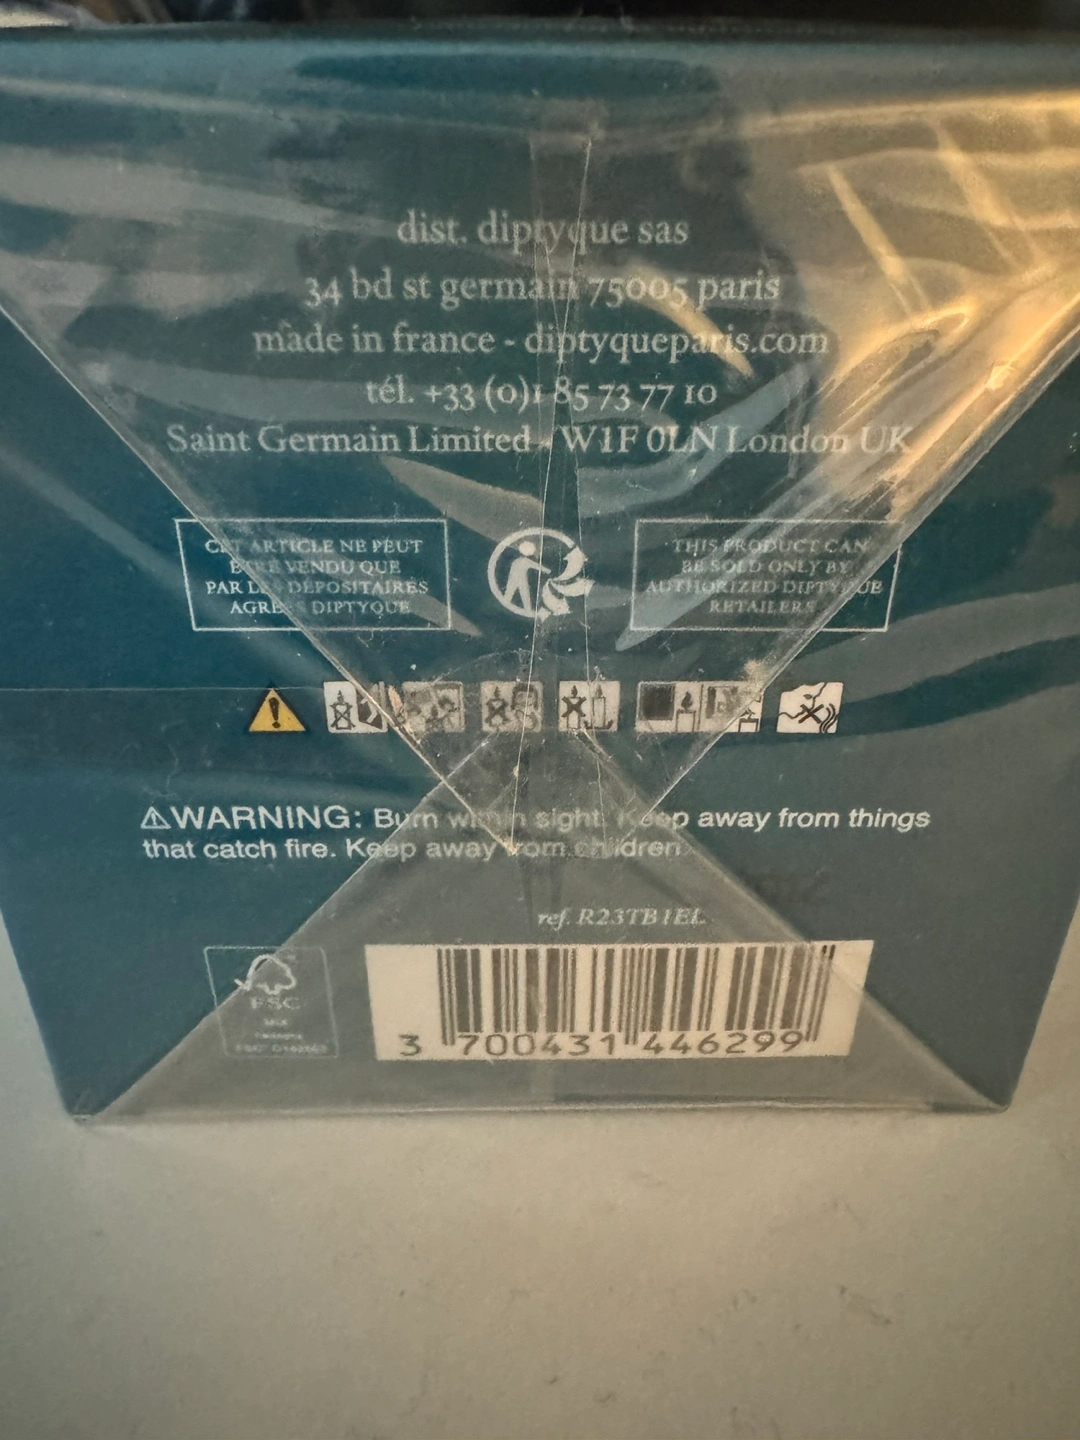 dist. diptyque sas
34 bd st germain 75005 paris
made in france - diptyqueparis.com
tél. +33 (0)1 85 73 77 10
Saint Germain Limited - W1F 0LN London UK
CET ARTICLE NE PEUT
ÊTRE VENDU QUE
PAR LES DÉPOSITAIRES
AGRÉÉS DIPTYQUE
THIS PRODUCT CAN
BE SOLD ONLY BY
AUTHORIZED DIPTYQUE
RETAILERS
⚠WARNING: Burn within sight. Keep away from things
that catch fire. Keep away from children.
ref. R23TB1EL
FSC
MIX
3 700431 446299